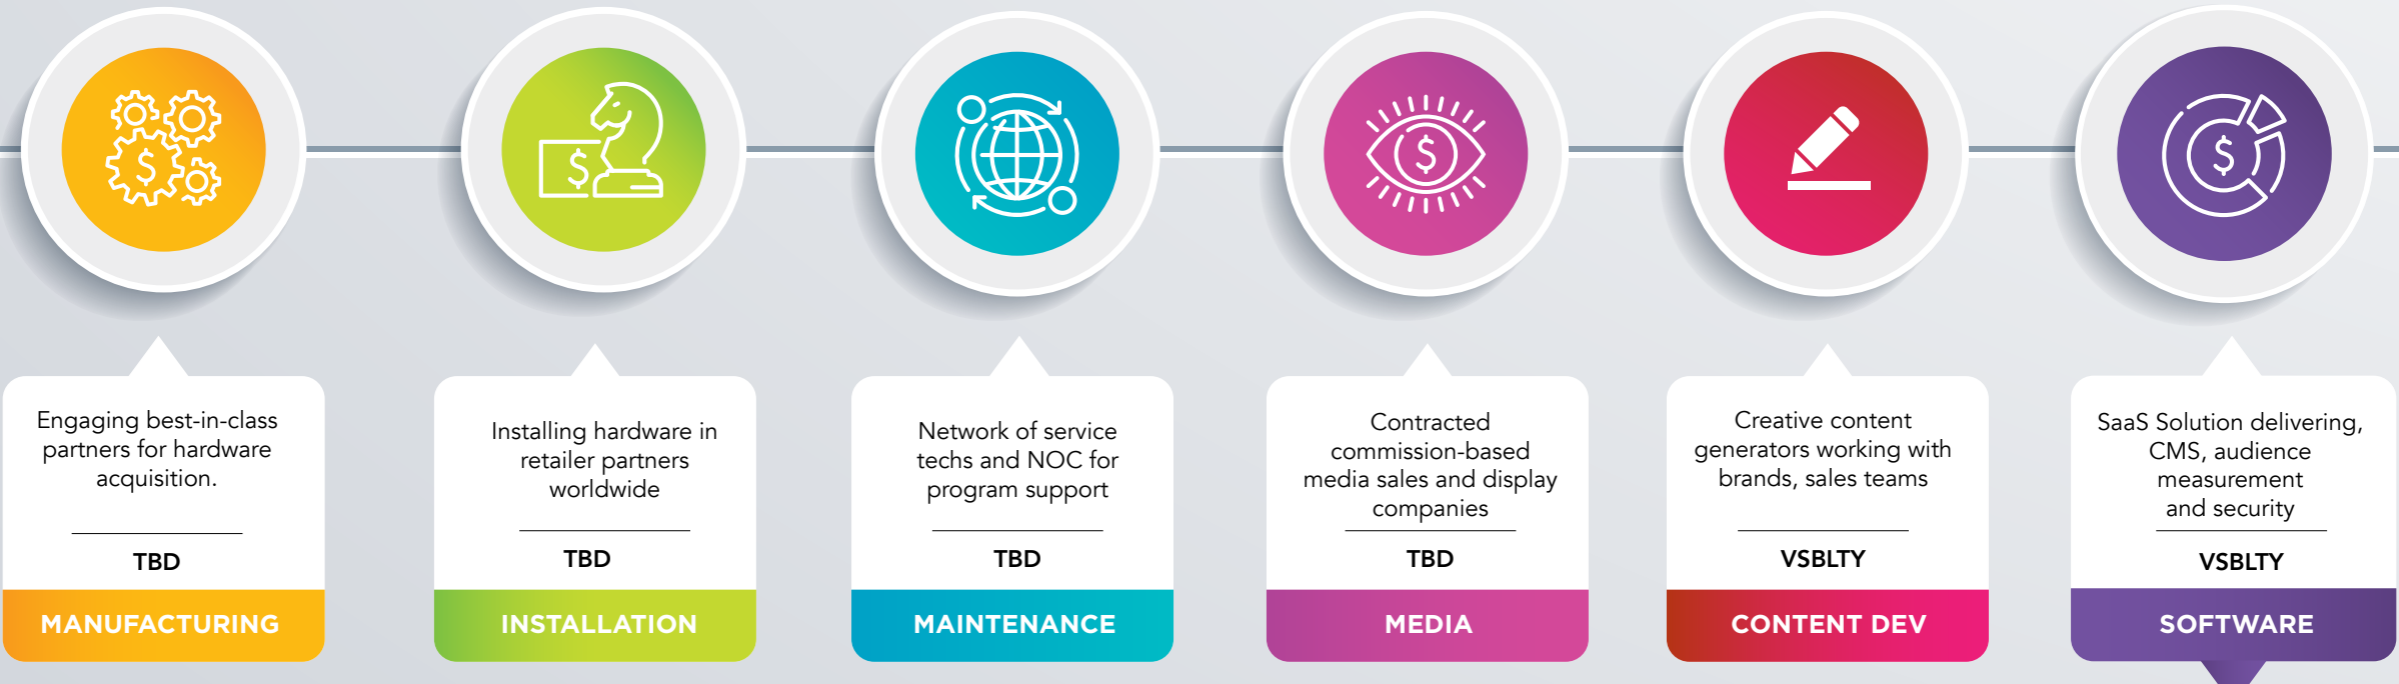 Engaging best-in-class
partners for hardware
acquisition.
TBD
MANUFACTURING
Installing hardware in
retailer partners
worldwide
TBD
INSTALLATION
Network of service
techs and NOC for
program support
TBD
MAINTENANCE
Contracted
commission-based
media sales and display
companies
TBD
MEDIA
Creative content
generators working with
brands, sales teams
VSBLTY
CONTENT DEV
SaaS Solution delivering,
CMS, audience
measurement
and security
VSBLTY
SOFTWARE